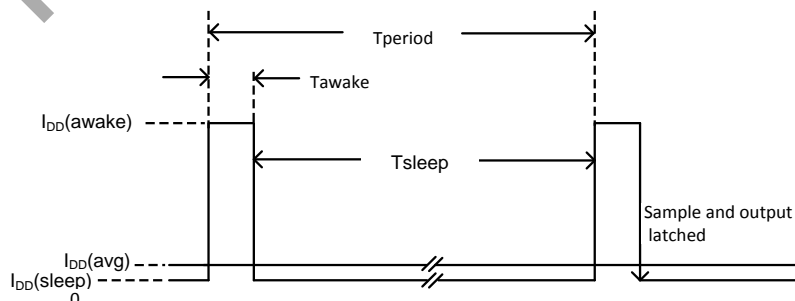 Tperiod
Tawake
IDD(awake)
Tsleep
Sample and output
latched
IDD(avg)
IDD(sleep)
0